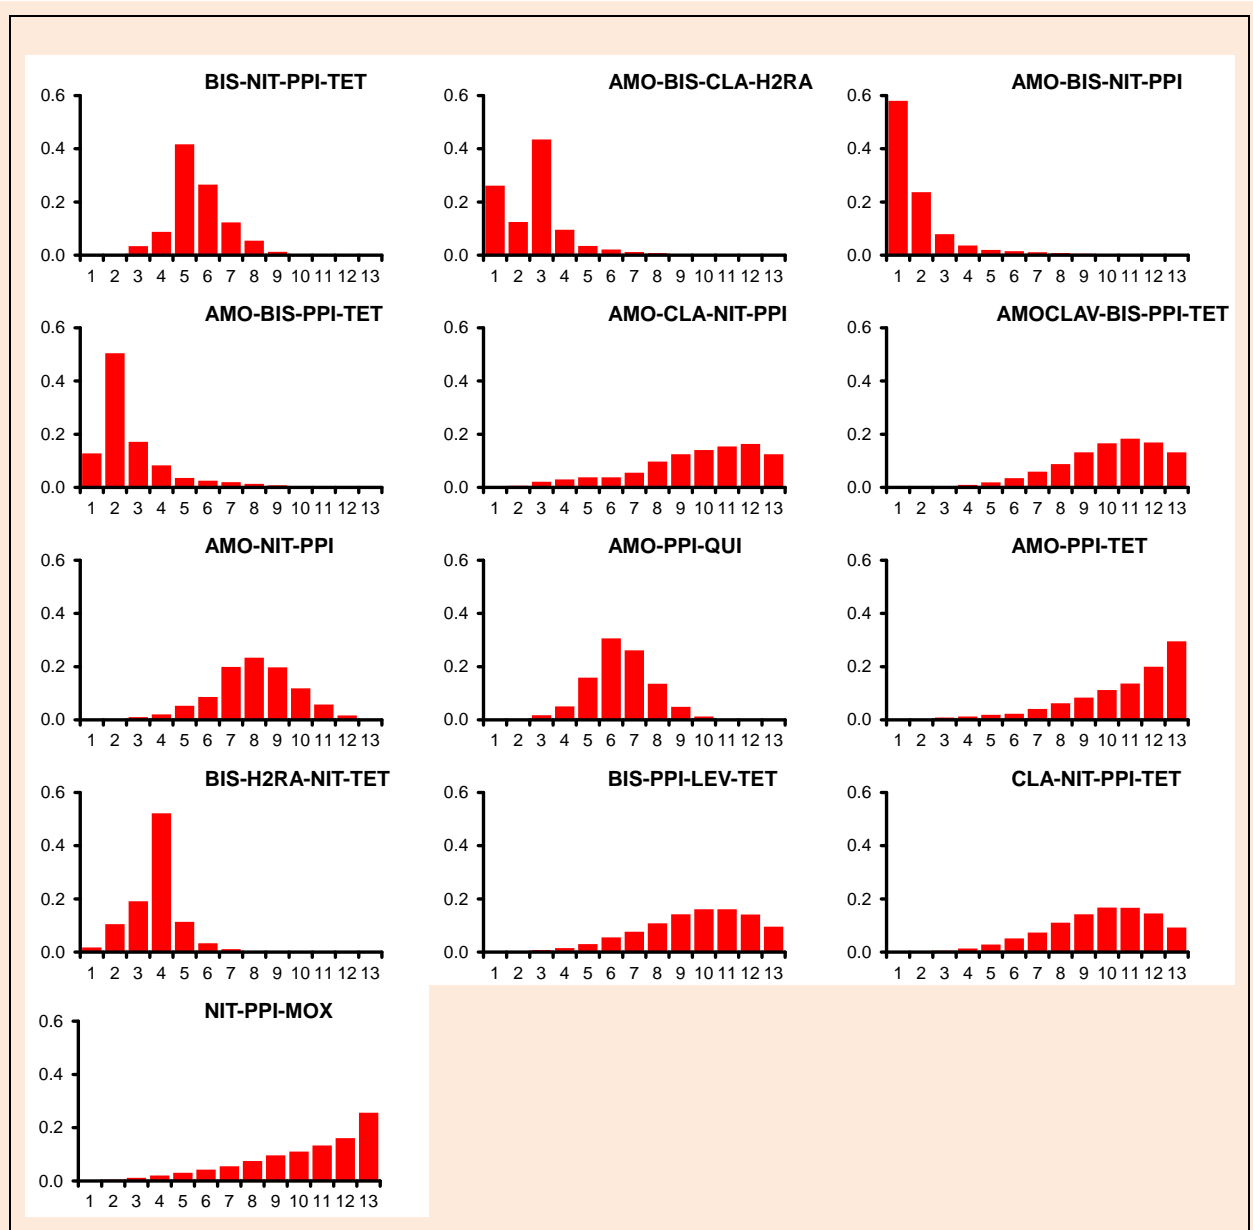 BIS-NIT-PPI-TET
0.6
0.4
0.2
0.0
1 2 3 4 5 6 7 8 9 10 11 12 13
AMO-BIS-CLA-H2RA
0.6
0.4
0.2
0.0
1 2 3 4 5 6 7 8 9 10 11 12 13
AMO-BIS-NIT-PPI
0.6
0.4
0.2
0.0
1 2 3 4 5 6 7 8 9 10 11 12 13
AMO-BIS-PPI-TET
0.6
0.4
0.2
0.0
1 2 3 4 5 6 7 8 9 10 11 12 13
AMO-CLA-NIT-PPI
0.6
0.4
0.2
0.0
1 2 3 4 5 6 7 8 9 10 11 12 13
AMOCLAV-BIS-PPI-TET
0.6
0.4
0.2
0.0
1 2 3 4 5 6 7 8 9 10 11 12 13
AMO-NIT-PPI
0.6
0.4
0.2
0.0
1 2 3 4 5 6 7 8 9 10 11 12 13
AMO-PPI-QUI
0.6
0.4
0.2
0.0
1 2 3 4 5 6 7 8 9 10 11 12 13
AMO-PPI-TET
0.6
0.4
0.2
0.0
1 2 3 4 5 6 7 8 9 10 11 12 13
BIS-H2RA-NIT-TET
0.6
0.4
0.2
0.0
1 2 3 4 5 6 7 8 9 10 11 12 13
BIS-PPI-LEV-TET
0.6
0.4
0.2
0.0
1 2 3 4 5 6 7 8 9 10 11 12 13
CLA-NIT-PPI-TET
0.6
0.4
0.2
0.0
1 2 3 4 5 6 7 8 9 10 11 12 13
NIT-PPI-MOX
0.6
0.4
0.2
0.0
1 2 3 4 5 6 7 8 9 10 11 12 13